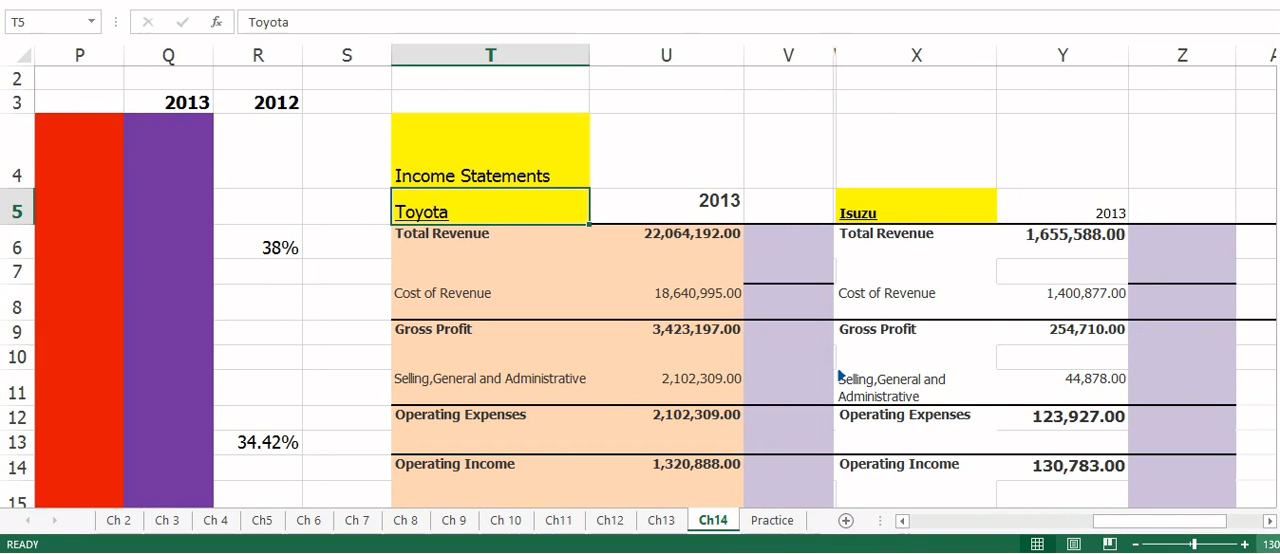 T5 fx Toyota
P Q R S T U V X Y Z
2
3 2013 2012
4 Income Statements
5 Toyota 2013 Isuzu 2013
6 38% Total Revenue 22,064,192.00 Total Revenue 1,655,588.00
7
8 Cost of Revenue 18,640,995.00 Cost of Revenue 1,400,877.00
9 Gross Profit 3,423,197.00 Gross Profit 254,710.00
10
11 Selling,General and Administrative 2,102,309.00 Selling,General and 44,878.00
Administrative
12 Operating Expenses 2,102,309.00 Operating Expenses 123,927.00
13 34.42%
14 Operating Income 1,320,888.00 Operating Income 130,783.00
15
Ch 2 Ch 3 Ch 4 Ch5 Ch 6 Ch 7 Ch 8 Ch 9 Ch 10 Ch11 Ch12 Ch13 Ch14 Practice
READY 130